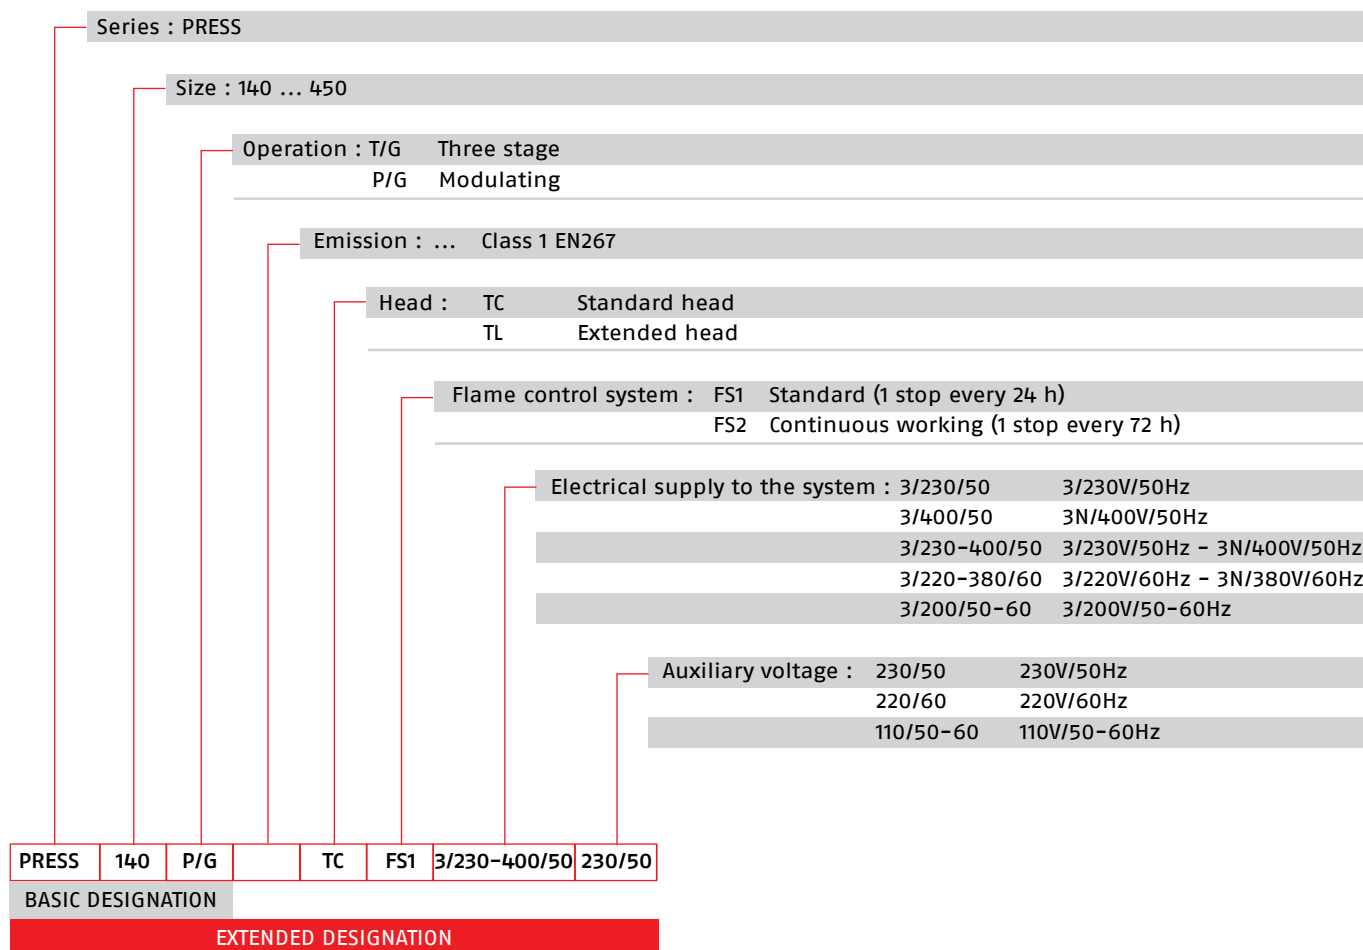 Series : PRESS
Size : 140 ... 450
Operation : T/G Three stage
P/G Modulating
Emission : ... Class 1 EN267
Head : TC Standard head
TL Extended head
Flame control system : FS1 Standard (1 stop every 24 h)
FS2 Continuous working (1 stop every 72 h)
Electrical supply to the system : 3/230/50 3/230V/50Hz
3/400/50 3N/400V/50Hz
3/230-400/50 3/230V/50Hz - 3N/400V/50Hz
3/220-380/60 3/220V/60Hz - 3N/380V/60Hz
3/200/50-60 3/200V/50-60Hz
Auxiliary voltage : 230/50 230V/50Hz
220/60 220V/60Hz
110/50-60 110V/50-60Hz
PRESS 140 P/G TC FS1 3/230-400/50 230/50
BASIC DESIGNATION
EXTENDED DESIGNATION